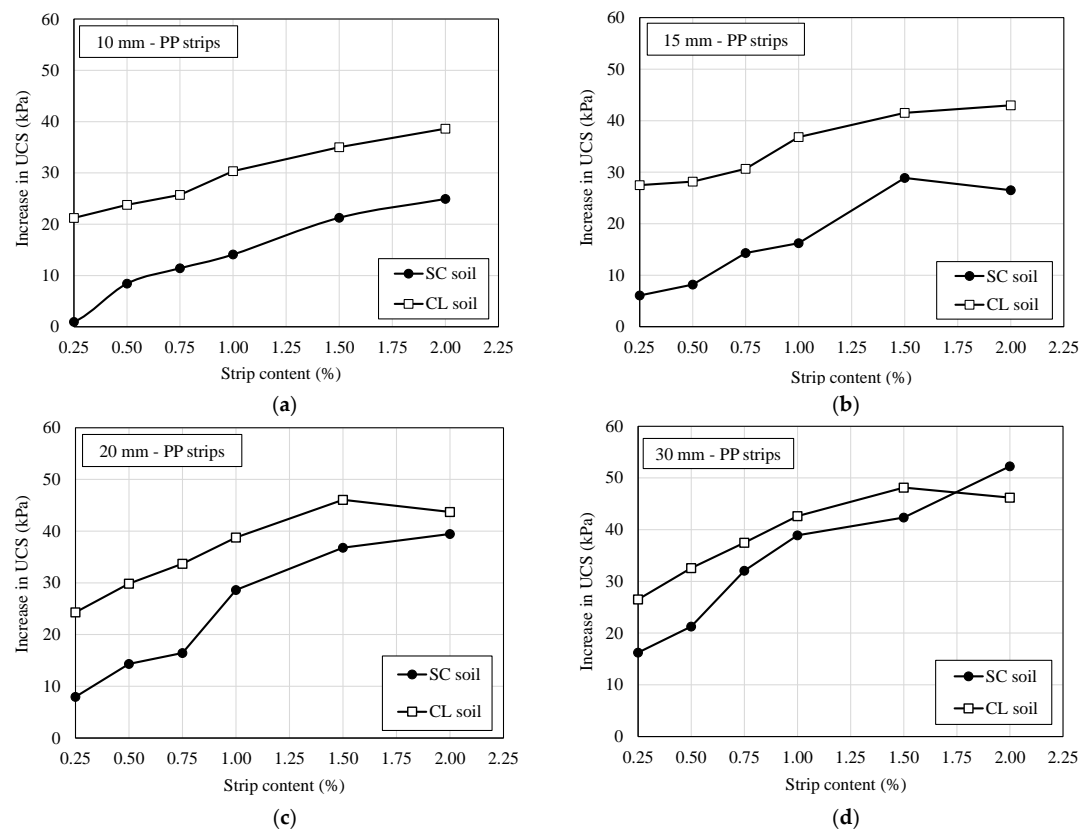 60
50
40
30
20
10
0
Increase in UCS (kPa)
10 mm - PP strips
SC soil
CL soil
0.25 0.50 0.75 1.00 1.25 1.50 1.75 2.00 2.25
Strip content (%)
(a)
60
50
40
30
20
10
0
Increase in UCS (kPa)
15 mm - PP strips
SC soil
CL soil
0.25 0.50 0.75 1.00 1.25 1.50 1.75 2.00 2.25
Strip content (%)
(b)
60
50
40
30
20
10
0
Increase in UCS (kPa)
20 mm - PP strips
SC soil
CL soil
0.25 0.50 0.75 1.00 1.25 1.50 1.75 2.00 2.25
Strip content (%)
(c)
60
50
40
30
20
10
0
Increase in UCS (kPa)
30 mm - PP strips
SC soil
CL soil
0.25 0.50 0.75 1.00 1.25 1.50 1.75 2.00 2.25
Strip content (%)
(d)